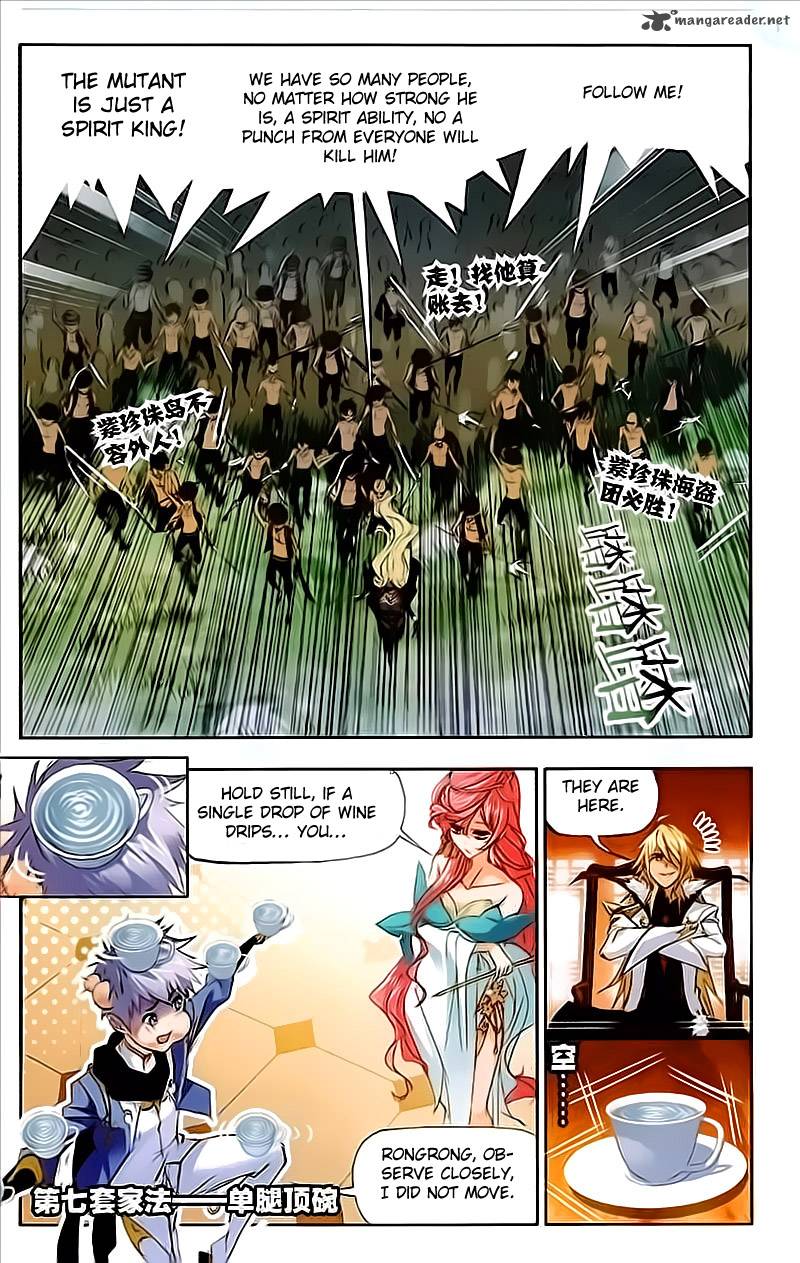 mangareader.net
THE MUTANT
IS JUST A
SPIRIT KING!
WE HAVE SO MANY PEOPLE,
NO MATTER HOW STRONG HE
IS, A SPIRIT ABILITY, NO A
PUNCH FROM EVERYONE WILL
KILL HIM!
FOLLOW ME!
走！找他算
账去！
紫珍珠岛不
容外人！
紫珍珠海盗
团必胜！
HOLD STILL, IF A
SINGLE DROP OF WINE
DRIPS... YOU...
THEY ARE
HERE.
RONGRONG, OB-
SERVE CLOSELY,
I DID NOT MOVE.
第七套家法——单腿顶碗